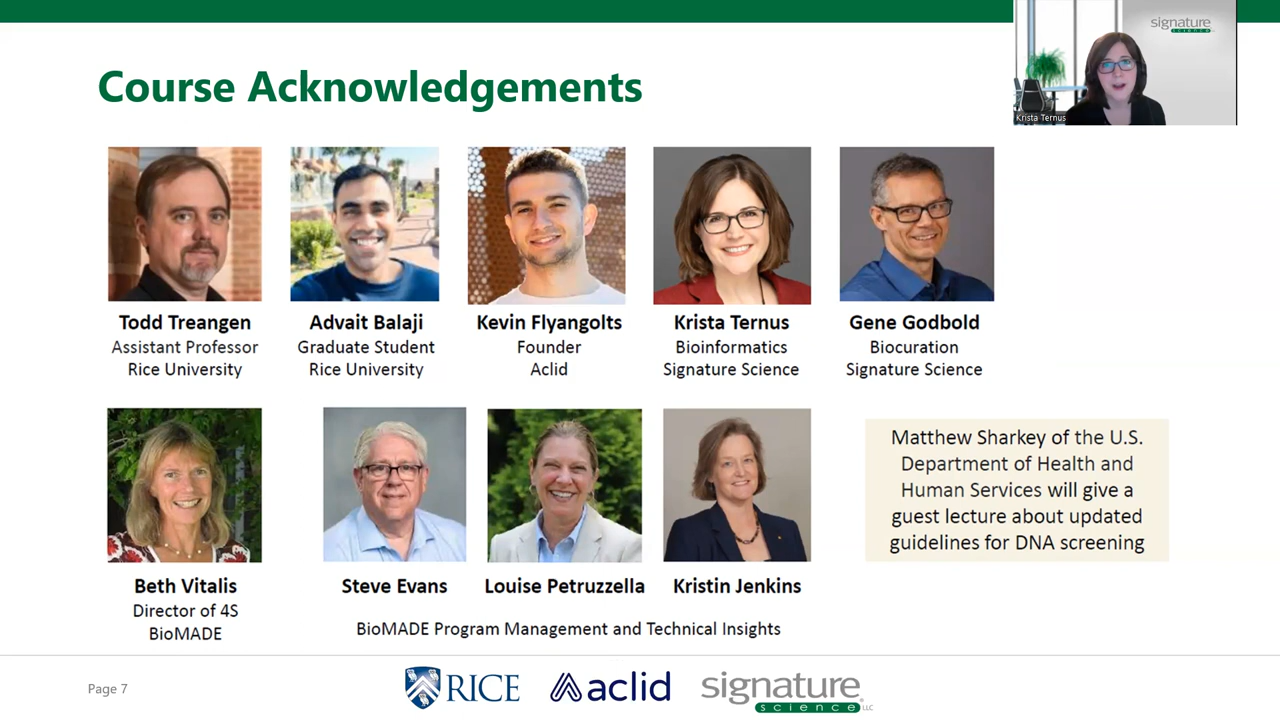 signature
science
Krista Ternus
Course Acknowledgements
Todd Treangen
Assistant Professor
Rice University
Advait Balaji
Graduate Student
Rice University
Kevin Flyangolts
Founder
Aclid
Krista Ternus
Bioinformatics
Signature Science
Gene Godbold
Biocuration
Signature Science
Beth Vitalis
Director of 4S
BioMADE
Steve Evans
Louise Petruzzella
Kristin Jenkins
BioMADE Program Management and Technical Insights
Matthew Sharkey of the U.S.
Department of Health and
Human Services will give a
guest lecture about updated
guidelines for DNA screening
Page 7
RICE
aclid
signature
science LLC